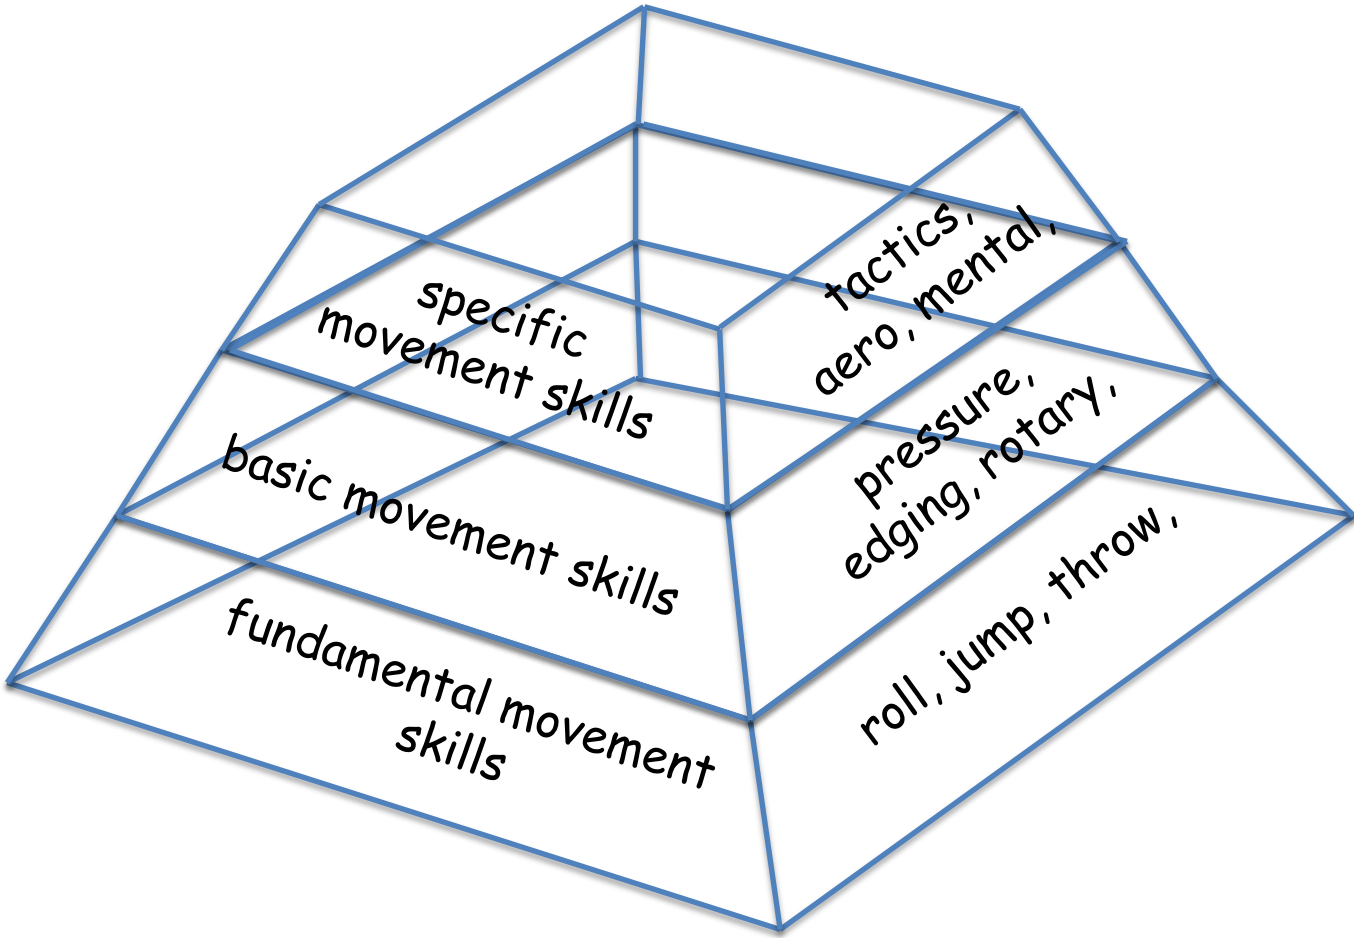 specific
movement skills
basic movement skills
fundamental movement
skills
tactics,
aero, mental,
pressure,
edging, rotary,
roll, jump, throw,